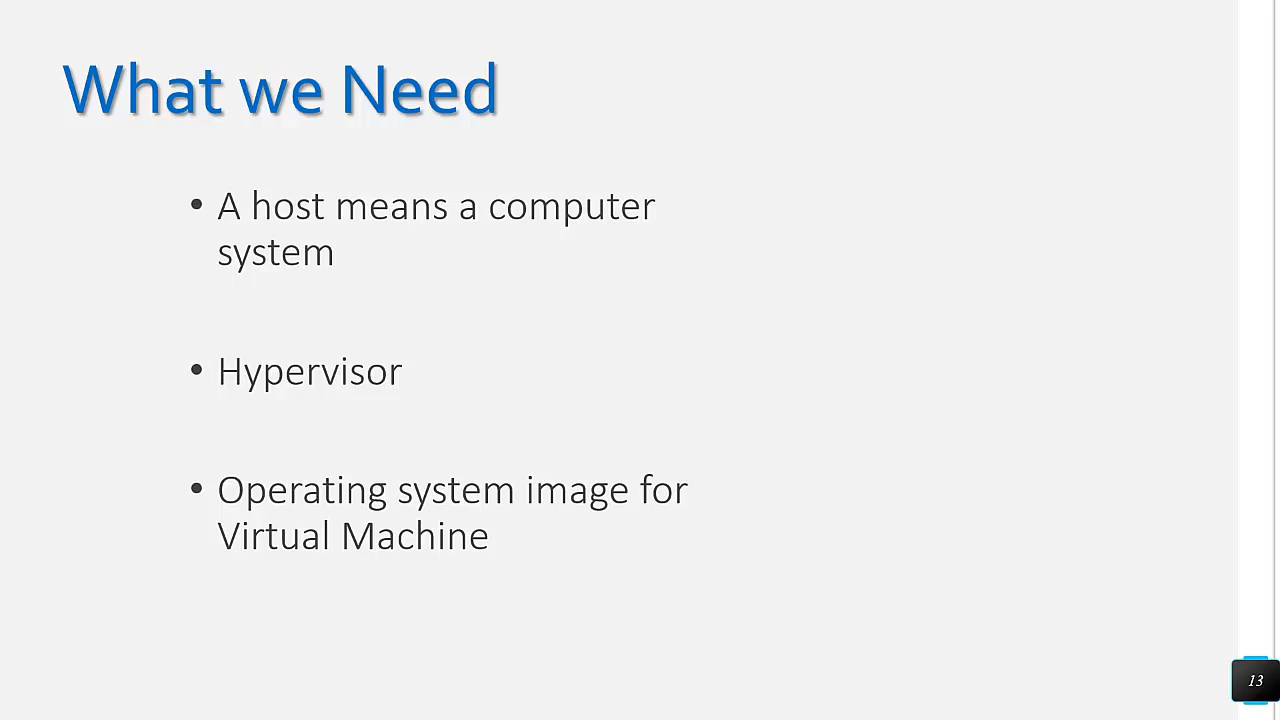 What we Need
• A host means a computer
system
• Hypervisor
• Operating system image for
Virtual Machine
13